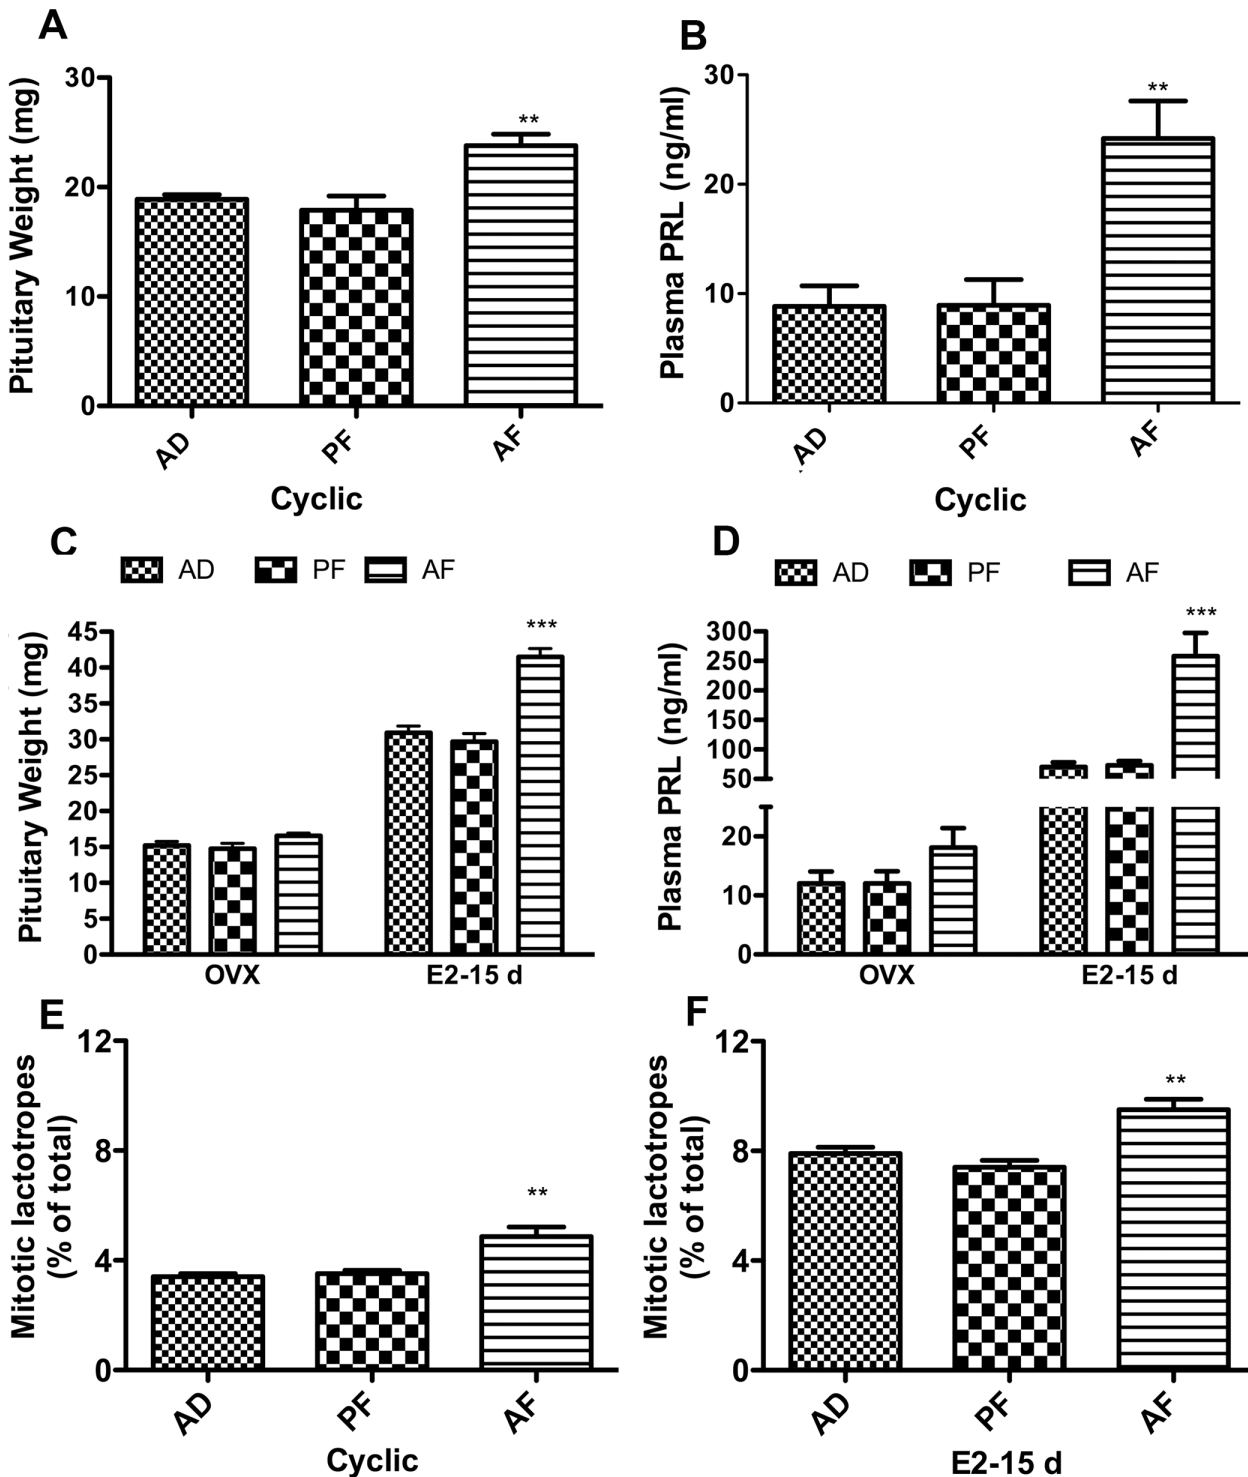 A
Pituitary Weight (mg)
30
20
10
0
**
AD
PF
AF
Cyclic
B
Plasma PRL (ng/ml)
30
20
10
0
**
AD
PF
AF
Cyclic
C
AD PF AF
Pituitary Weight (mg)
45
40
35
30
25
20
15
10
5
0
***
OVX E2-15 d
D
AD PF AF
Plasma PRL (ng/ml)
300
250
200
150
100
50
20
10
0
***
OVX E2-15 d
E
Mitotic lactotropes
(% of total)
12
8
4
0
**
AD
PF
AF
Cyclic
F
Mitotic lactotropes
(% of total)
12
8
4
0
**
AD
PF
AF
E2-15 d